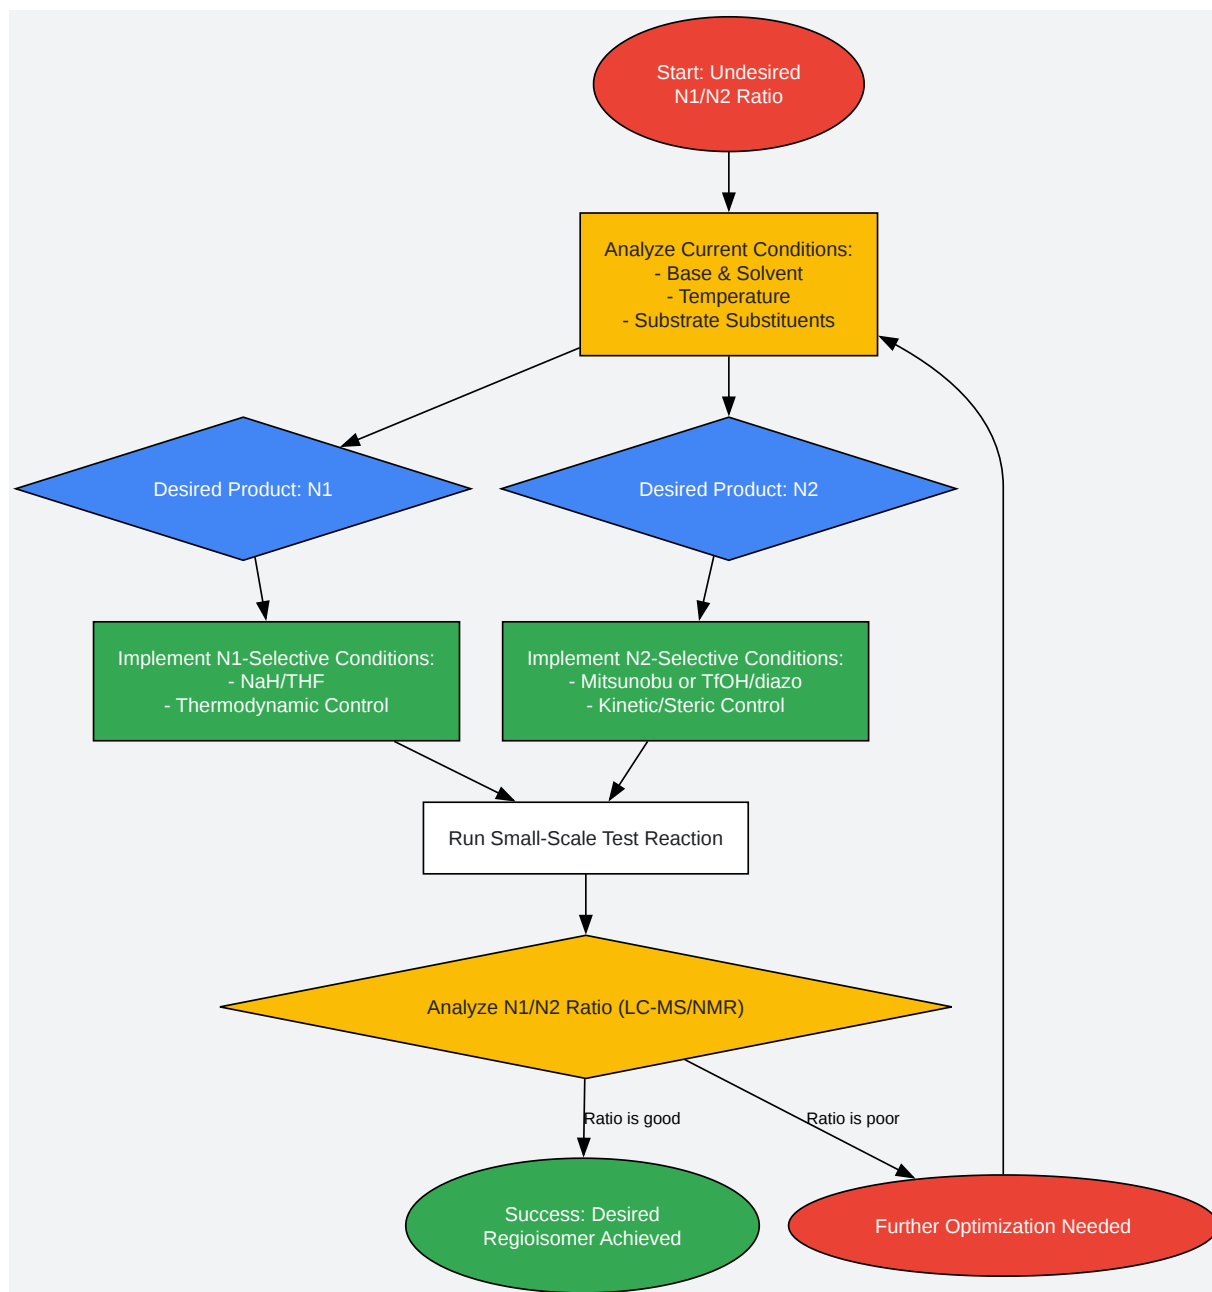 Start: Undesired
N1/N2 Ratio
Analyze Current Conditions:
- Base & Solvent
- Temperature
- Substrate Substituents
Desired Product: N1
Desired Product: N2
Implement N1-Selective Conditions:
- NaH/THF
- Thermodynamic Control
Implement N2-Selective Conditions:
- Mitsunobu or TfOH/diazo
- Kinetic/Steric Control
Run Small-Scale Test Reaction
Analyze N1/N2 Ratio (LC-MS/NMR)
Ratio is good
Ratio is poor
Success: Desired
Regioisomer Achieved
Further Optimization Needed